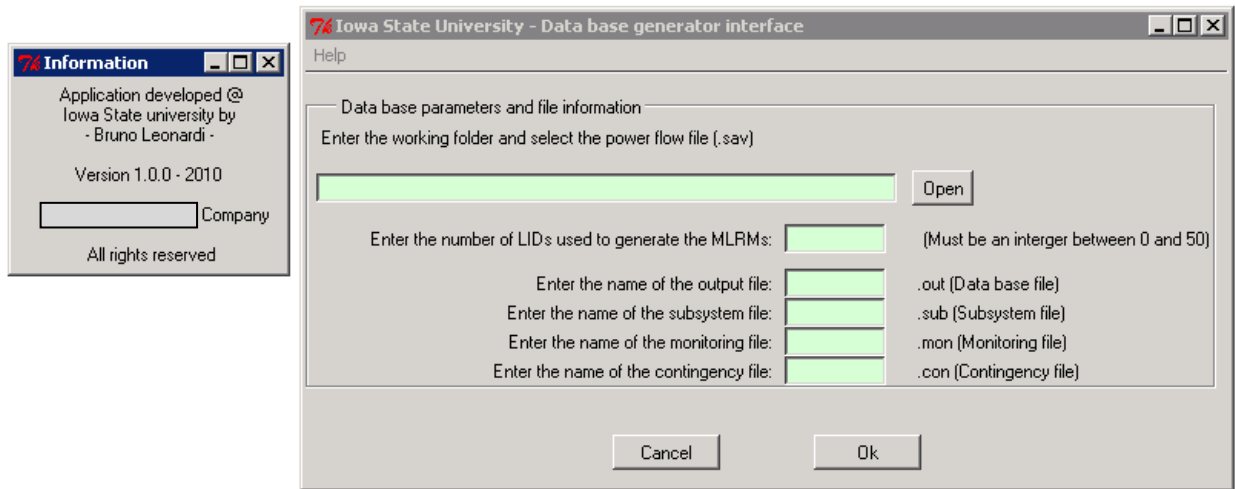 Information
Application developed @
Iowa State university by
- Bruno Leonardi -
Version 1.0.0 - 2010
Company
All rights reserved
Iowa State University - Data base generator interface
Help
Data base parameters and file information
Enter the working folder and select the power flow file (.sav)
Open
Enter the number of LIDs used to generate the MLRMs: (Must be an interger between 0 and 50)
Enter the name of the output file: .out (Data base file)
Enter the name of the subsystem file: .sub (Subsystem file)
Enter the name of the monitoring file: .mon (Monitoring file)
Enter the name of the contingency file: .con (Contingency file)
Cancel Ok